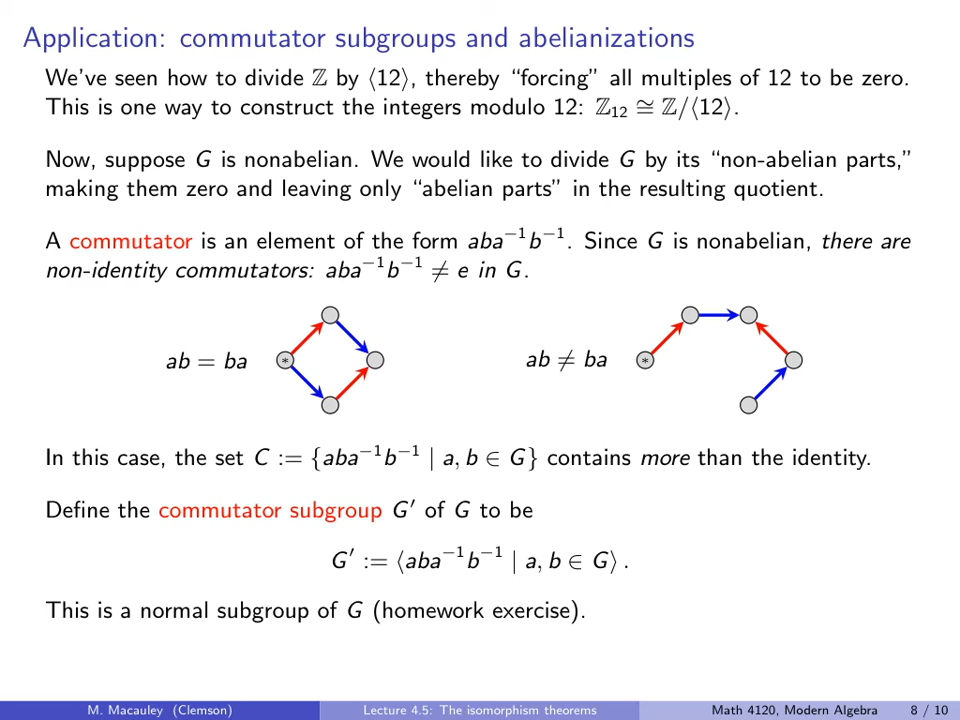 Application: commutator subgroups and abelianizations
We've seen how to divide ℤ by ⟨12⟩, thereby “forcing” all multiples of 12 to be zero.
This is one way to construct the integers modulo 12: ℤ₁₂ ≅ ℤ/⟨12⟩.
Now, suppose G is nonabelian. We would like to divide G by its “non-abelian parts,”
making them zero and leaving only “abelian parts” in the resulting quotient.
A commutator is an element of the form aba⁻¹b⁻¹. Since G is nonabelian, there are
non-identity commutators: aba⁻¹b⁻¹ ≠ e in G.
ab = ba
*
ab ≠ ba
*
In this case, the set C := {aba⁻¹b⁻¹ | a, b ∈ G} contains more than the identity.
Define the commutator subgroup G′ of G to be
G′ := ⟨aba⁻¹b⁻¹ | a, b ∈ G⟩ .
This is a normal subgroup of G (homework exercise).
M. Macauley (Clemson) Lecture 4.5: The isomorphism theorems Math 4120, Modern Algebra 8 / 10